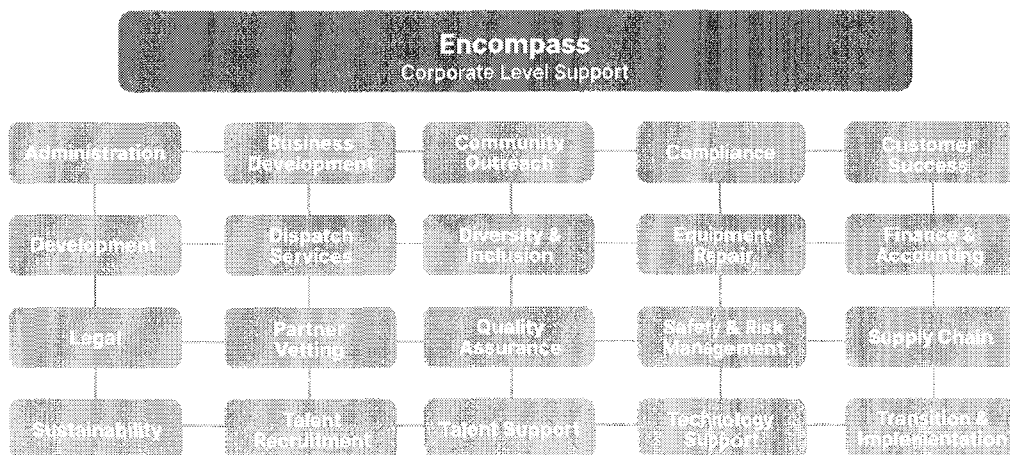 Encompass
Corporate Level Support
Administration
Business
Development
Community
Outreach
Compliance
Customer
Success
Development
Dispatch
Services
Diversity &
Inclusion
Equipment
Repair...
Finance &
Accounting
Legal
Partner
Vetting
Quality
Assurance
Safety & Risk
Management
Supply Chain
Sustainability
Talent
Recruitment
Talent Support
Technology
Support
Transition &
Implementation